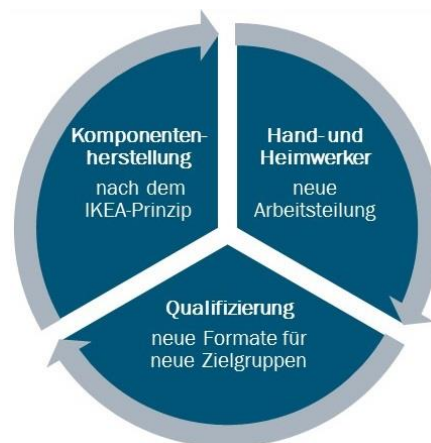 Komponenten-
herstellung
nach dem
IKEA-Prinzip
Hand- und
Heimwerker
neue
Arbeitsteilung
Qualifizierung
neue Formate für
neue Zielgruppen